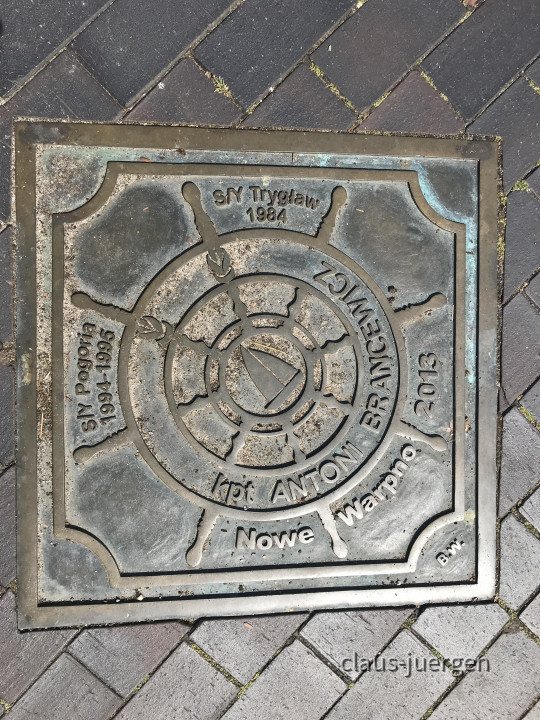 S/Y Trygław
1984
S/Y Pogoria
1994-1995
kpt ANTONI BRANCEWICZ
2013
Nowe Warpno
B.W.
claus-juergen